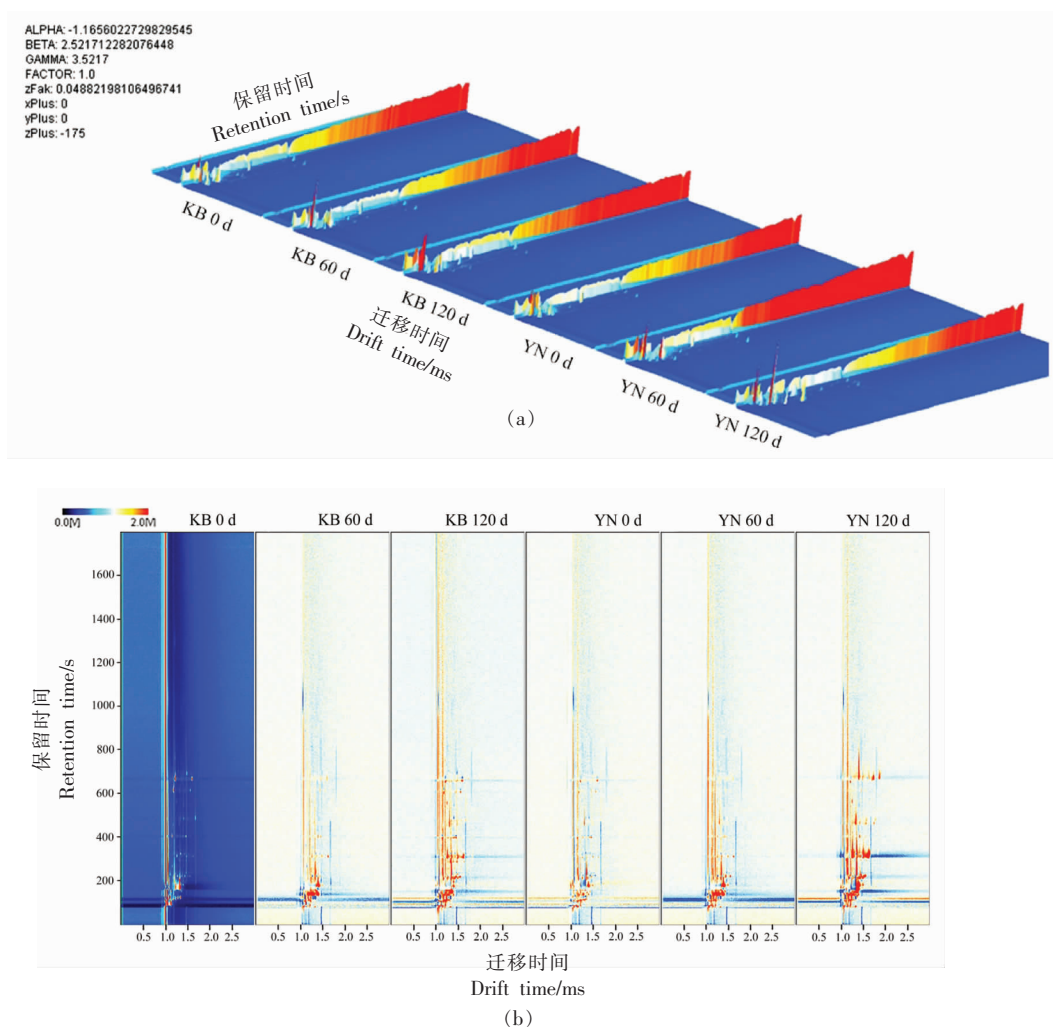 ALPHA: -1.1656022729829545
BETA: 2.521712282076448
GAMMA: 3.5217
FACTOR: 1.0
zFak: 0.04882198106496741
xPlus: 0
yPlus: 0
zPlus: -175
保留时间
Retention time/s
KB 0 d
KB 60 d
KB 120 d
YN 0 d
YN 60 d
YN 120 d
迁移时间
Drift time/ms
(a)
0.0M 2.0M
KB 0 d KB 60 d KB 120 d YN 0 d YN 60 d YN 120 d
保留时间
Retention time/s
1600
1400
1200
1000
800
600
400
200
0.5 1.0 1.5 2.0 2.5 0.5 1.0 1.5 2.0 2.5 0.5 1.0 1.5 2.0 2.5 0.5 1.0 1.5 2.0 2.5 0.5 1.0 1.5 2.0 2.5 0.5 1.0 1.5 2.0 2.5
迁移时间
Drift time/ms
(b)